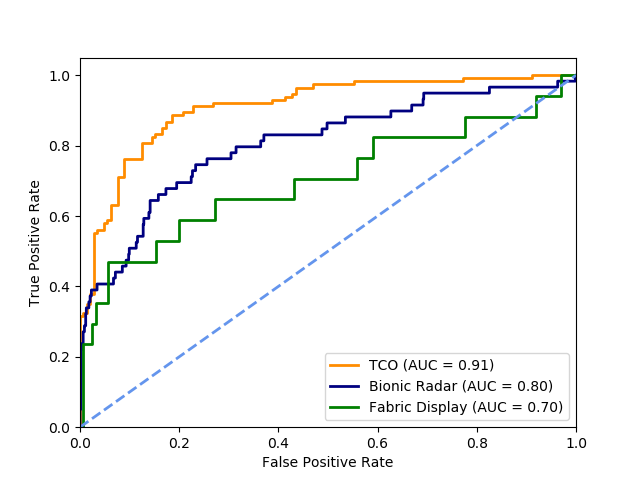 1.0
0.8
0.6
0.4
0.2
0.0
True Positive Rate
TCO (AUC = 0.91)
Bionic Radar (AUC = 0.80)
Fabric Display (AUC = 0.70)
0.0 0.2 0.4 0.6 0.8 1.0
False Positive Rate